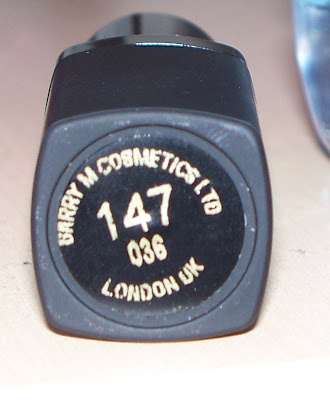 BARRY M COSMETICS LTD
147
036
LONDON UK